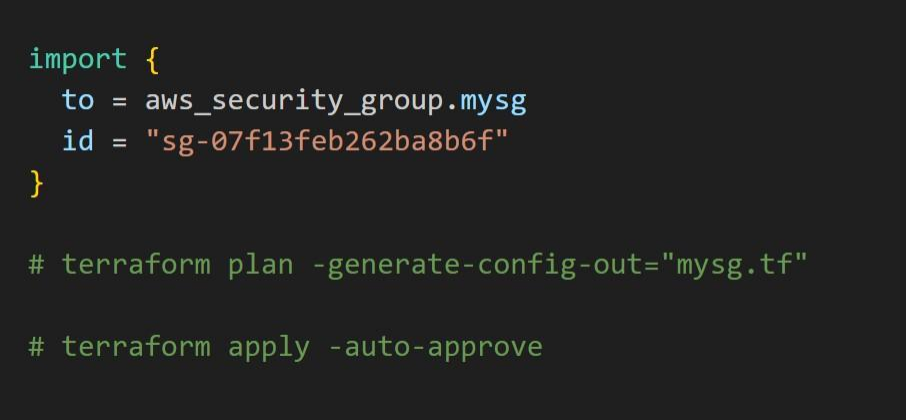 import {
  to = aws_security_group.mysg
  id = "sg-07f13feb262ba8b6f"
}
# terraform plan -generate-config-out="mysg.tf"
# terraform apply -auto-approve